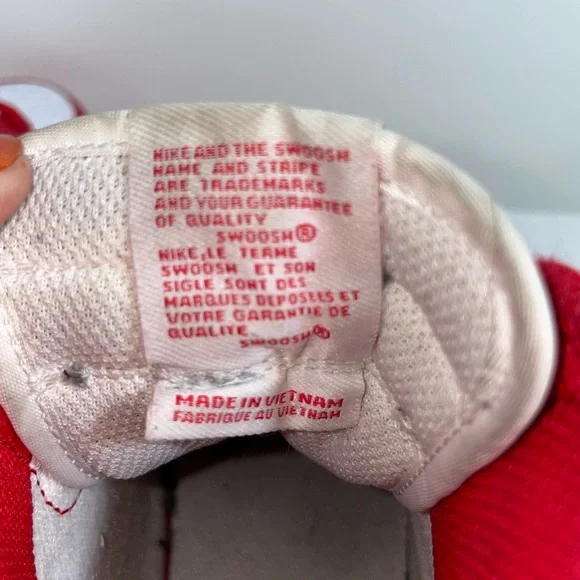 NIKE AND THE SWOOSH
NAME AND STRIPE
ARE TRADEMARKS
AND YOUR GUARANTEE
OF QUALITY
SWOOSH®
NIKE, LE TERME
SWOOSH ET SON
SIGLE SONT DES
MARQUES DEPOSEES ET
VOTRE GARANTIE DE
QUALITE
SWOOSH®
MADE IN VIETNAM
FABRIQUE AU VIETNAM